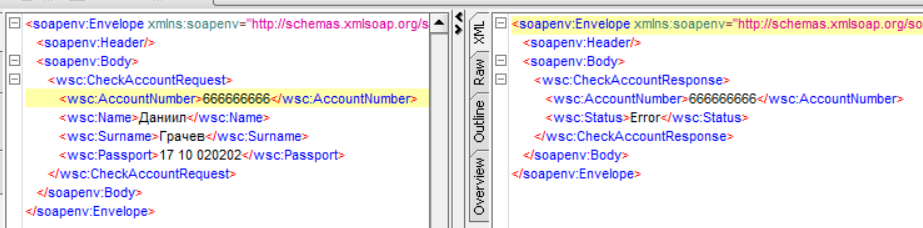 <soapenv:Envelope xmlns:soapenv="http://schemas.xmlsoap.org/s
<soapenv:Header/>
<soapenv:Body>
<wsc:CheckAccountRequest>
<wsc:AccountNumber>666666666</wsc:AccountNumber>
<wsc:Name>Даниил</wsc:Name>
<wsc:Surname>Грачев</wsc:Surname>
<wsc:Passport>17 10 020202</wsc:Passport>
</wsc:CheckAccountRequest>
</soapenv:Body>
</soapenv:Envelope>
XML
Raw
Outline
Overview
<soapenv:Envelope xmlns:soapenv="http://schemas.xmlsoap.org/so
<soapenv:Header/>
<soapenv:Body>
<wsc:CheckAccountResponse>
<wsc:AccountNumber>666666666</wsc:AccountNumber>
<wsc:Status>Error</wsc:Status>
</wsc:CheckAccountResponse>
</soapenv:Body>
</soapenv:Envelope>